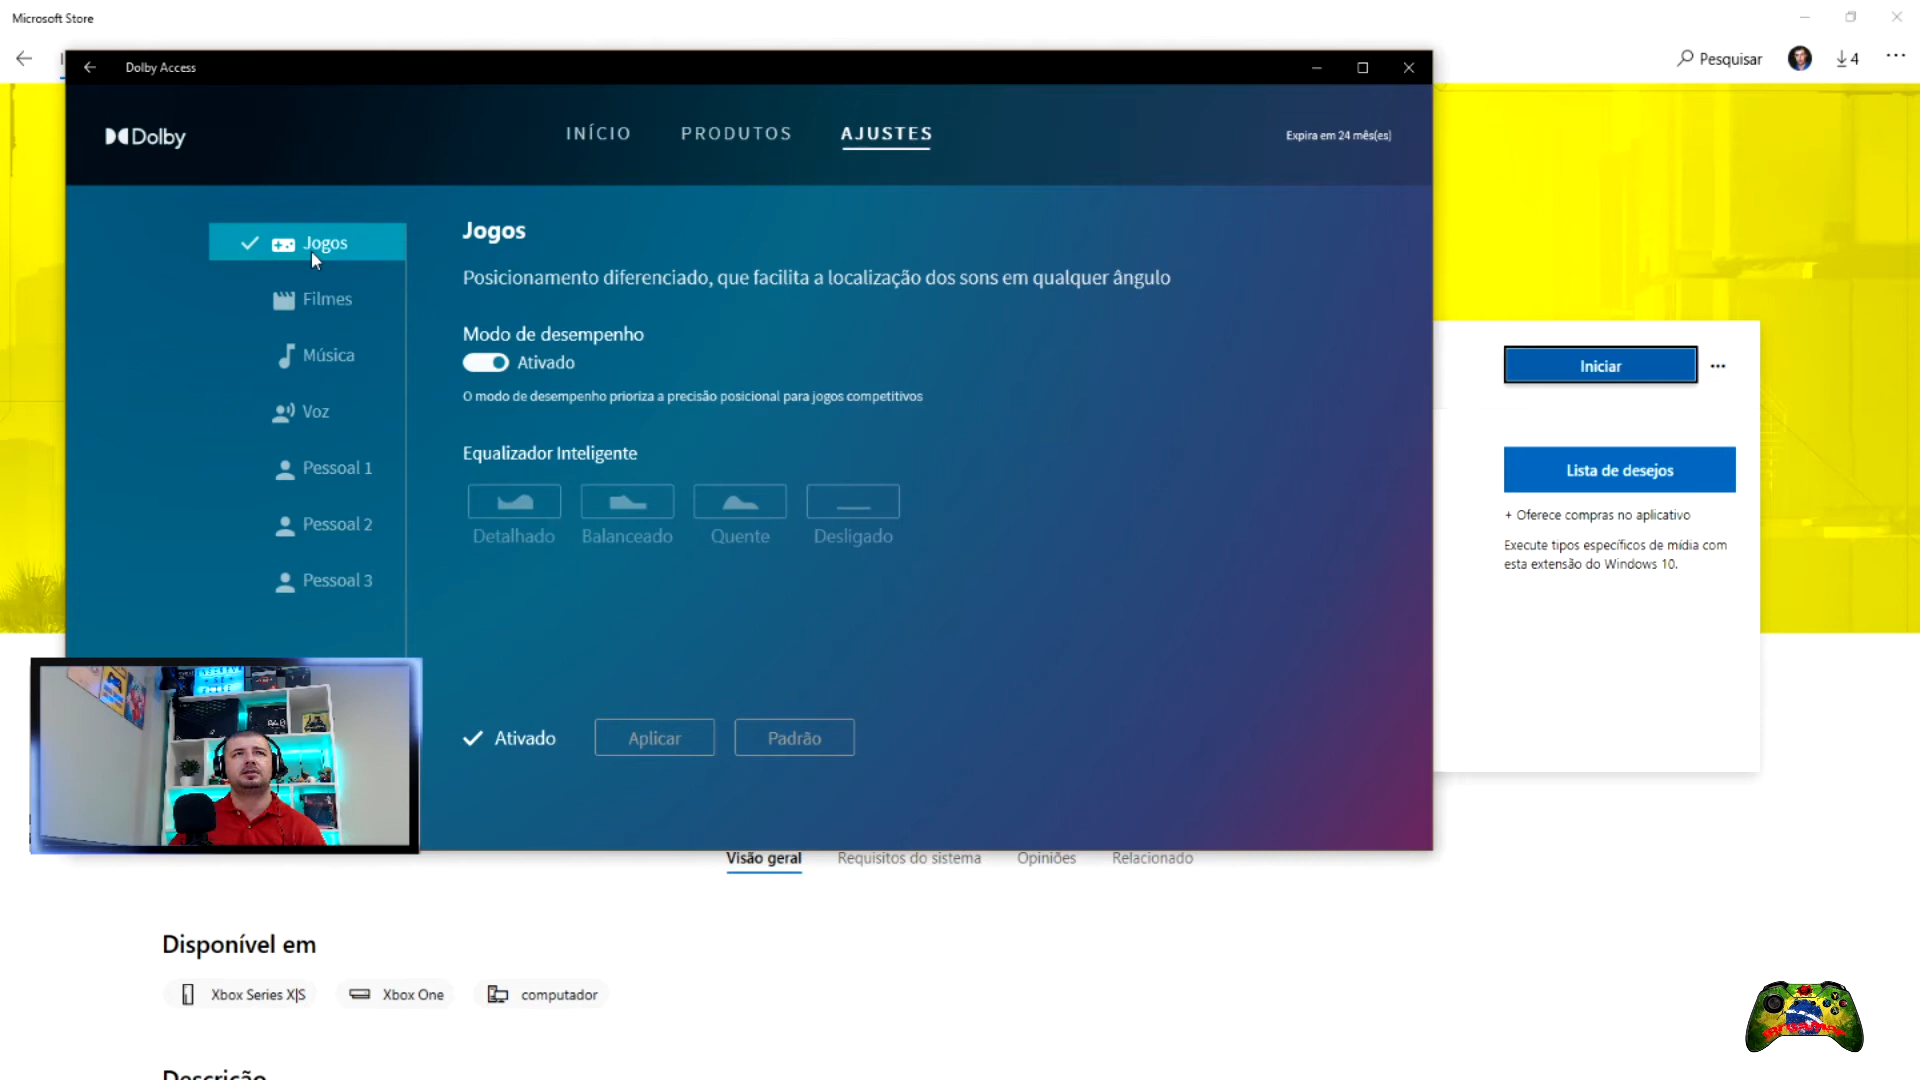 Microsoft Store
Pesquisar
4
Dolby Access
Dolby
INÍCIO
PRODUTOS
AJUSTES
Expira em 24 mês(es)
Jogos
Filmes
Música
Voz
Pessoal 1
Pessoal 2
Pessoal 3
Jogos
Posicionamento diferenciado, que facilita a localização dos sons em qualquer ângulo
Modo de desempenho
Ativado
O modo de desempenho prioriza a precisão posicional para jogos competitivos
Equalizador Inteligente
Detalhado
Balanceado
Quente
Desligado
Ativado
Aplicar
Padrão
Iniciar
Lista de desejos
+ Oferece compras no aplicativo
Execute tipos específicos de mídia com
esta extensão do Windows 10.
Visão geral
Requisitos do sistema
Opiniões
Relacionado
Disponível em
Xbox Series X|S
Xbox One
computador
Descrição